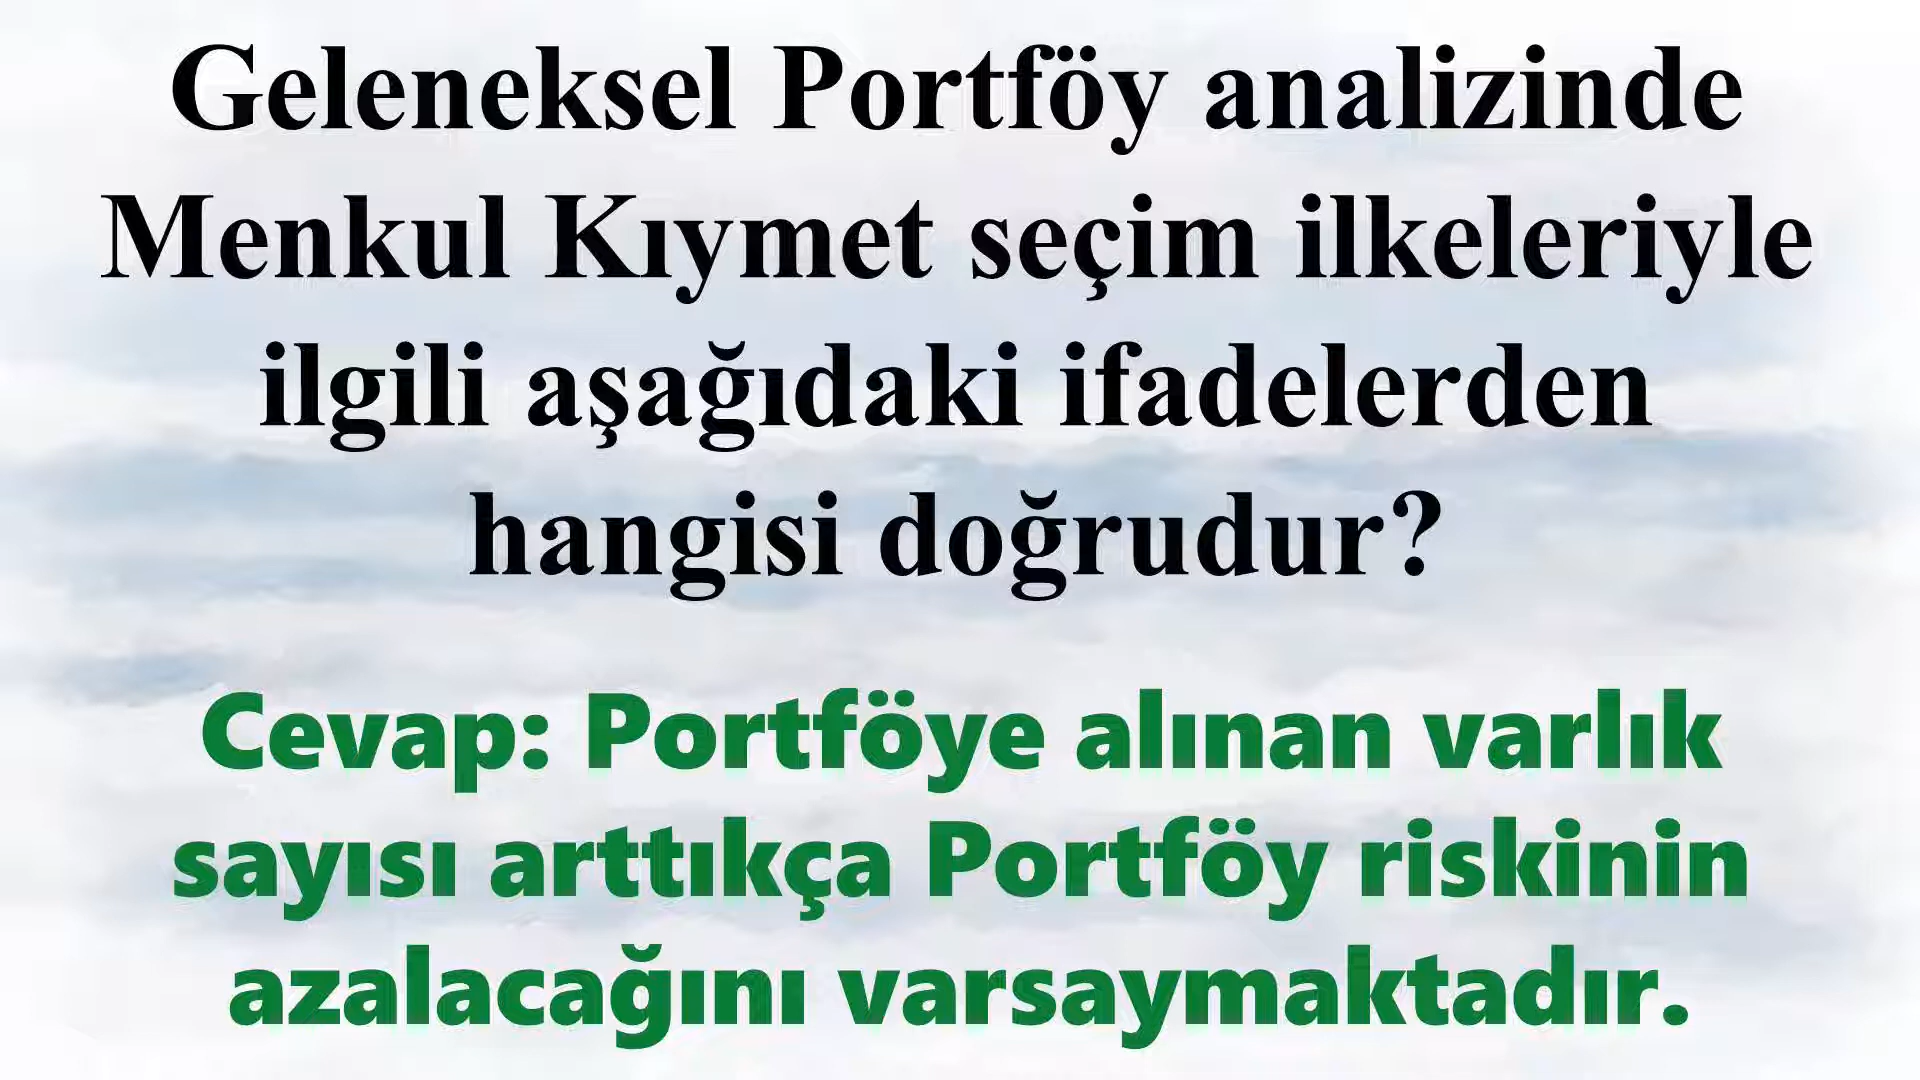 Geleneksel Portföy analizinde
Menkul Kıymet seçim ilkeleriyle
ilgili aşağıdaki ifadelerden
hangisi doğrudur?
Cevap: Portföye alınan varlık
sayısı arttıkça Portföy riskinin
azalacağını varsaymaktadır.